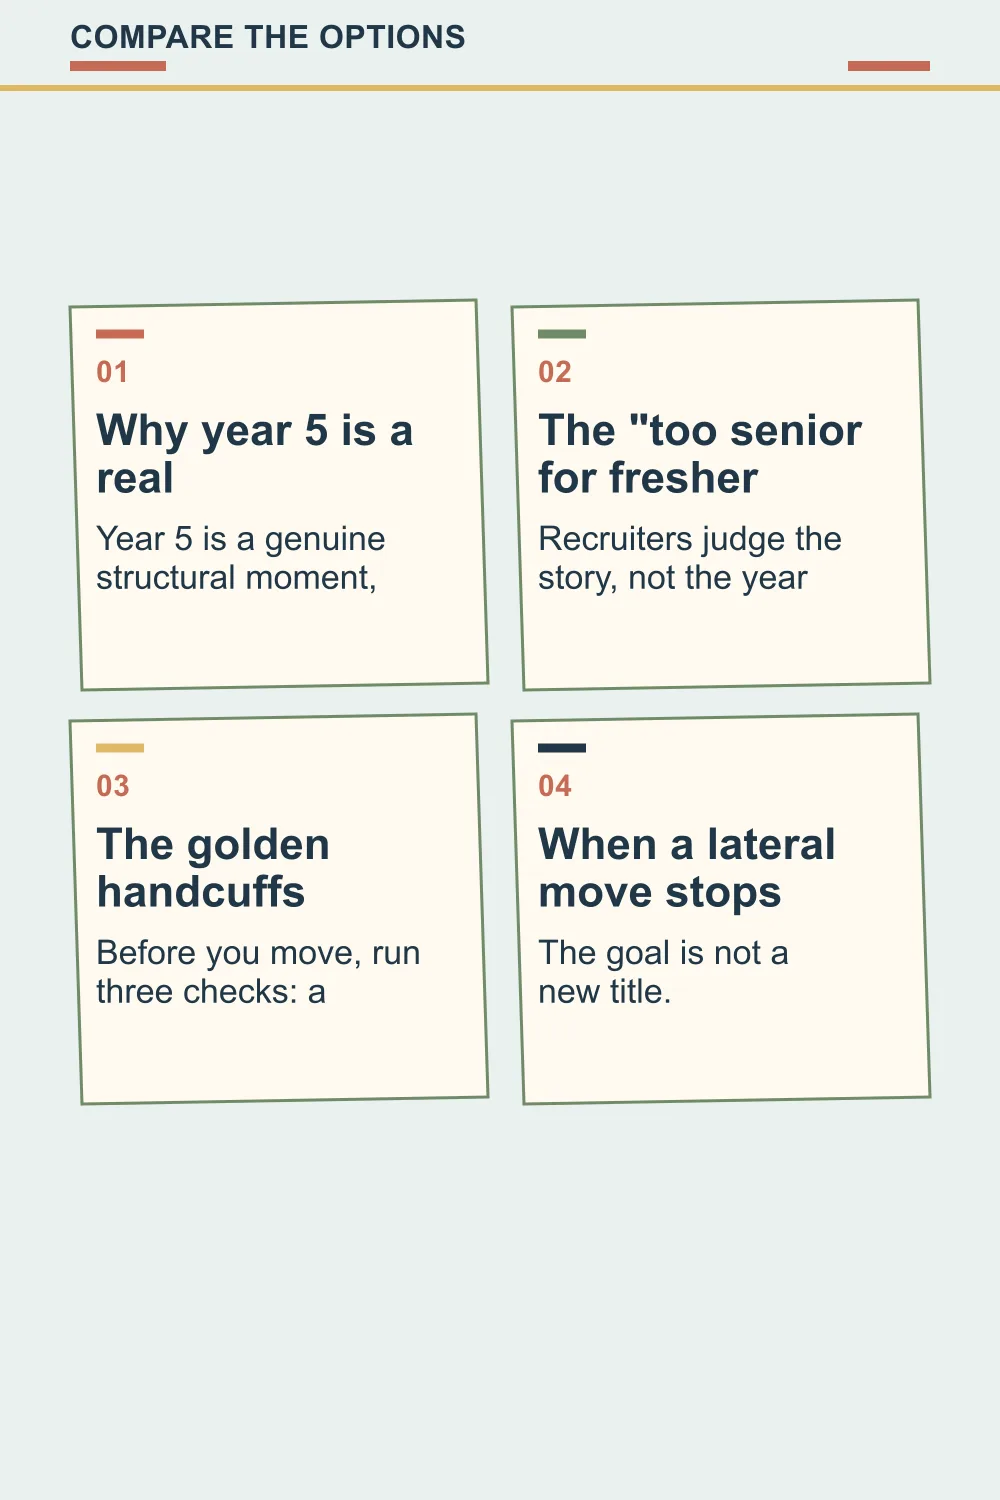 COMPARE THE OPTIONS
01
Why year 5 is a
real
Year 5 is a genuine
structural moment,
02
The "too senior
for fresher
Recruiters judge the
story, not the year
03
The golden
handcuffs
Before you move, run
three checks: a
04
When a lateral
move stops
The goal is not a
new title.